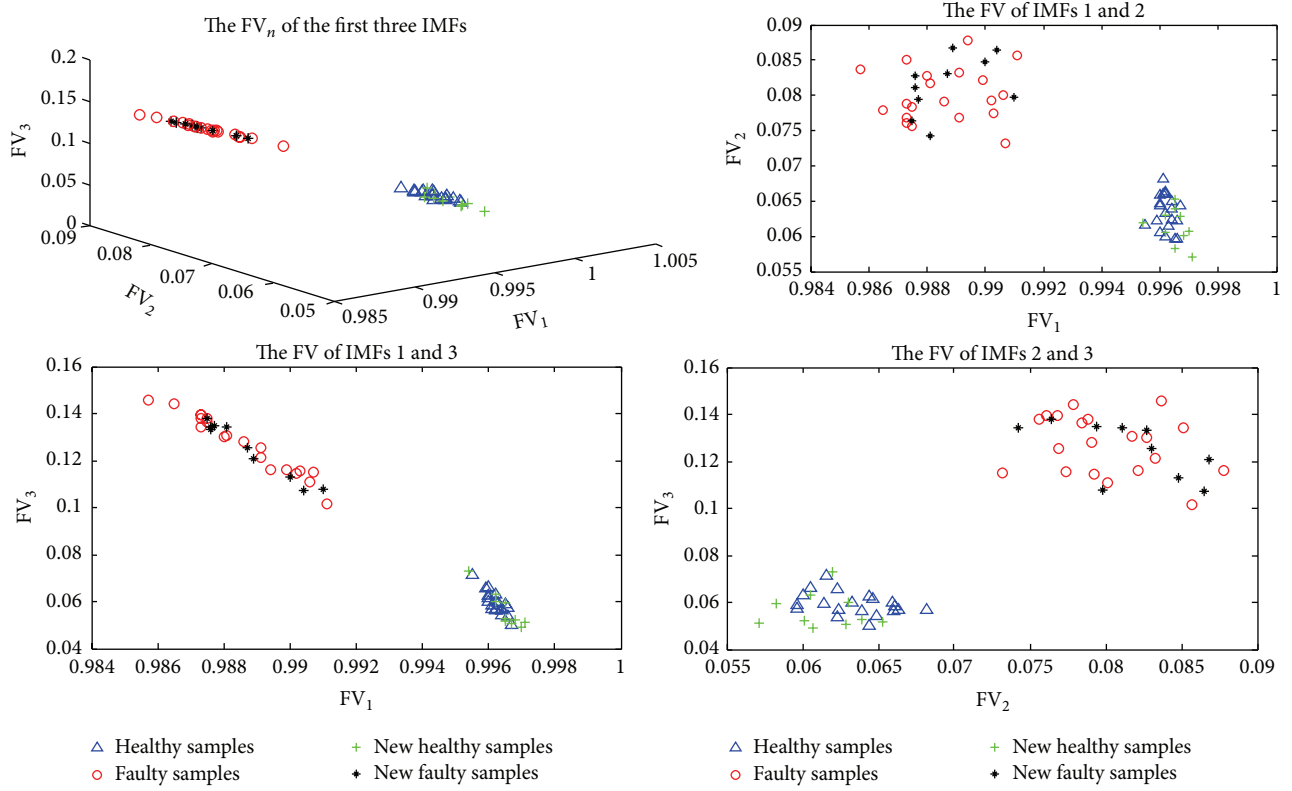 The FVn of the first three IMFs
0.2
0.15
0.1
0.05
0
FV3
0.09
0.08
0.07
0.06
0.05
FV2
0.985
0.99
0.995
1
1.005
FV1
The FV of IMFs 1 and 2
0.09
0.085
0.08
0.075
0.07
0.065
0.06
0.055
FV2
0.984 0.986 0.988 0.99 0.992 0.994 0.996 0.998 1
FV1
The FV of IMFs 1 and 3
0.16
0.14
0.12
0.1
0.08
0.06
0.04
FV3
0.984 0.986 0.988 0.99 0.992 0.994 0.996 0.998 1
FV1
The FV of IMFs 2 and 3
0.16
0.14
0.12
0.1
0.08
0.06
0.04
FV3
0.055 0.06 0.065 0.07 0.075 0.08 0.085 0.09
FV2
Healthy samples
Faulty samples
New healthy samples
New faulty samples
Healthy samples
Faulty samples
New healthy samples
New faulty samples